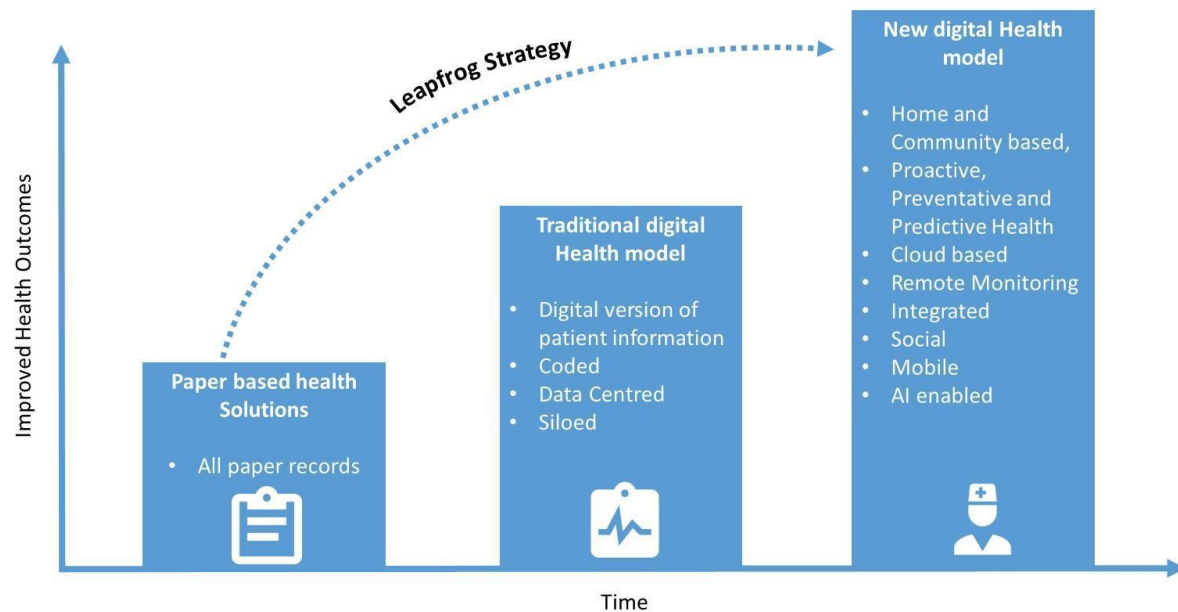 Improved Health Outcomes
Leapfrog Strategy
Paper based health
Solutions
• All paper records
Traditional digital
Health model
• Digital version of
patient information
• Coded
• Data Centred
• Siloed
New digital Health
model
• Home and
Community based,
• Proactive,
Preventative and
Predictive Health
• Cloud based
• Remote Monitoring
• Integrated
• Social
• Mobile
• AI enabled
Time